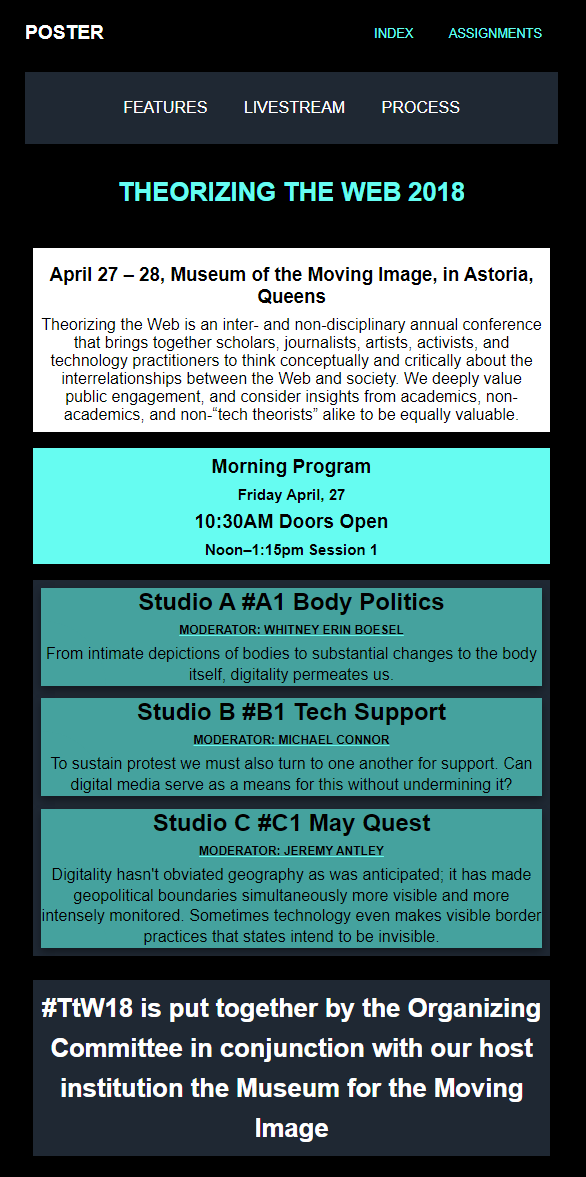 POSTER
INDEX ASSIGNMENTS
FEATURES LIVESTREAM PROCESS
THEORIZING THE WEB 2018
April 27 – 28, Museum of the Moving Image, in Astoria,
Queens
Theorizing the Web is an inter- and non-disciplinary annual conference
that brings together scholars, journalists, artists, activists, and
technology practitioners to think conceptually and critically about the
interrelationships between the Web and society. We deeply value
public engagement, and consider insights from academics, non-
academics, and non-“tech theorists” alike to be equally valuable.
Morning Program
Friday April, 27
10:30AM Doors Open
Noon–1:15pm Session 1
Studio A #A1 Body Politics
MODERATOR: WHITNEY ERIN BOESEL
From intimate depictions of bodies to substantial changes to the body
itself, digitality permeates us.
Studio B #B1 Tech Support
MODERATOR: MICHAEL CONNOR
To sustain protest we must also turn to one another for support. Can
digital media serve as a means for this without undermining it?
Studio C #C1 May Quest
MODERATOR: JEREMY ANTLEY
Digitality hasn't obviated geography as was anticipated; it has made
geopolitical boundaries simultaneously more visible and more
intensely monitored. Sometimes technology even makes visible border
practices that states intend to be invisible.
#TtW18 is put together by the Organizing
Committee in conjunction with our host
institution the Museum for the Moving
Image